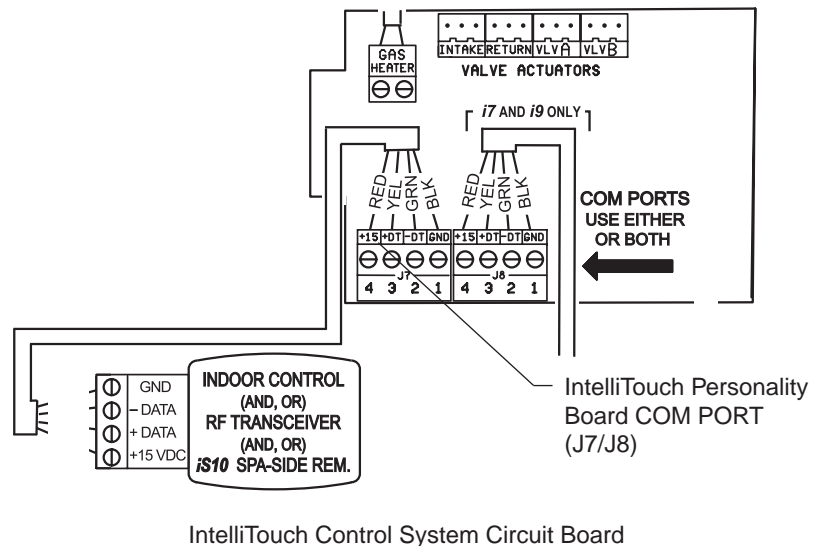 GAS
HEATER
INTAKE RETURN VLVA VLVB
VALVE ACTUATORS
i7 AND i9 ONLY
RED YEL GRN BLK
RED YEL GRN BLK
COM PORTS
USE EITHER
OR BOTH
+15 +DT -DT GND
+15 +DT -DT GND
J7
J8
4 3 2 1
4 3 2 1
GND
– DATA
+ DATA
+15 VDC
INDOOR CONTROL
(AND, OR)
RF TRANSCEIVER
(AND, OR)
iS10 SPA-SIDE REM.
IntelliTouch Personality
Board COM PORT
(J7/J8)
IntelliTouch Control System Circuit Board